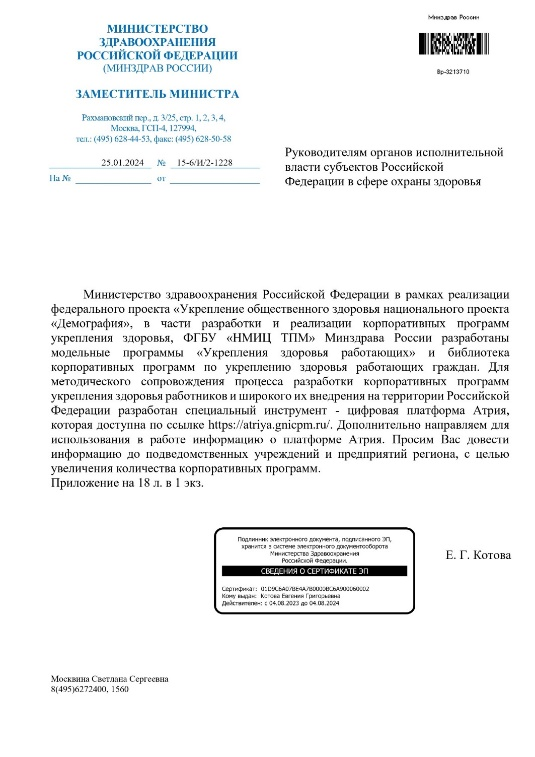 МИНИСТЕРСТВО
ЗДРАВООХРАНЕНИЯ
РОССИЙСКОЙ ФЕДЕРАЦИИ
(МИНЗДРАВ РОССИИ)
ЗАМЕСТИТЕЛЬ МИНИСТРА
Рахмановский пер., д. 3/25, стр. 1, 2, 3, 4,
Москва, ГСП-4, 127994,
тел.: (495) 628-44-53, факс: (495) 628-50-58
25.01.2024 № 15-6/И/2-1228
На № от
Минздрав России
Вр-3213710
Руководителям органов исполнительной
власти субъектов Российской
Федерации в сфере охраны здоровья
Министерство здравоохранения Российской Федерации в рамках реализации
федерального проекта «Укрепление общественного здоровья национального проекта
«Демография», в части разработки и реализации корпоративных программ
укрепления здоровья, ФГБУ «НМИЦ ТПМ» Минздрава России разработаны
модельные программы «Укрепления здоровья работающих» и библиотека
корпоративных программ по укреплению здоровья работающих граждан. Для
методического сопровождения процесса разработки корпоративных программ
укрепления здоровья работников и широкого их внедрения на территории Российской
Федерации разработан специальный инструмент - цифровая платформа Атрия,
которая доступна по ссылке https://atriya.gnicpm.ru/. Дополнительно направляем для
использования в работе информацию о платформе Атрия. Просим Вас довести
информацию до подведомственных учреждений и предприятий региона, с целью
увеличения количества корпоративных программ.
Приложение на 18 л. в 1 экз.
Подлинник электронного документа, подписанного ЭП,
хранится в системе электронного документооборота
Министерства Здравоохранения
Российской Федерации.
СВЕДЕНИЯ О СЕРТИФИКАТЕ ЭП
Сертификат: 01D9C6A07BE4A7B0000BC6A900060002
Кому выдан: Котова Евгения Григорьевна
Действителен: с 04.08.2023 до 04.08.2024
Е. Г. Котова
Москвина Светлана Сергеевна
8(495)6272400, 1560